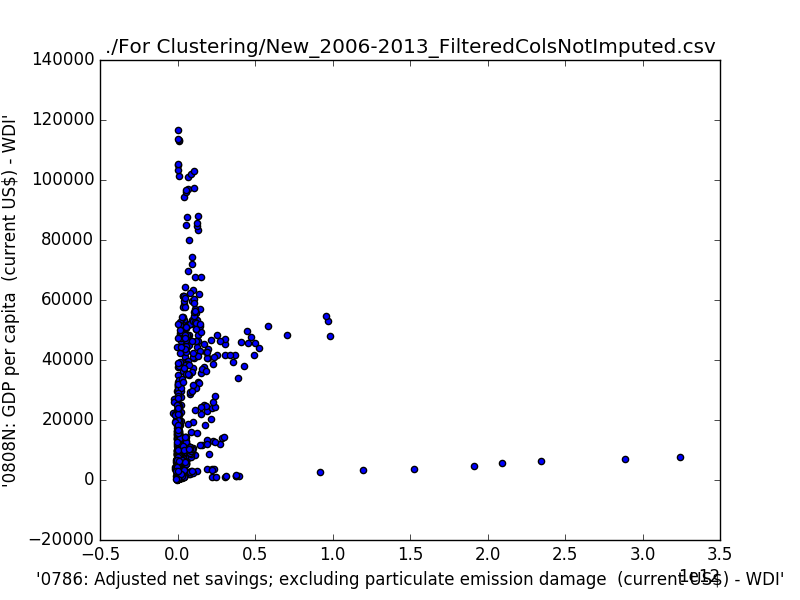 ./For Clustering/New_2006-2013_FilteredColsNotImputed.csv
140000
120000
100000
80000
60000
40000
20000
0
−20000
'0808N: GDP per capita  (current US$) - WDI'
−0.5 0.0 0.5 1.0 1.5 2.0 2.5 3.0 3.5
1e12
'0786: Adjusted net savings; excluding particulate emission damage  (current US$) - WDI'